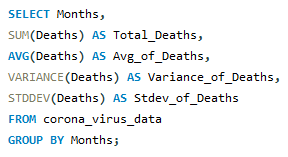 SELECT Months,
SUM(Deaths) AS Total_Deaths,
AVG(Deaths) AS Avg_of_Deaths,
VARIANCE(Deaths) AS Variance_of_Deaths,
STDDEV(Deaths) AS Stdev_of_Deaths
FROM corona_virus_data
GROUP BY Months;